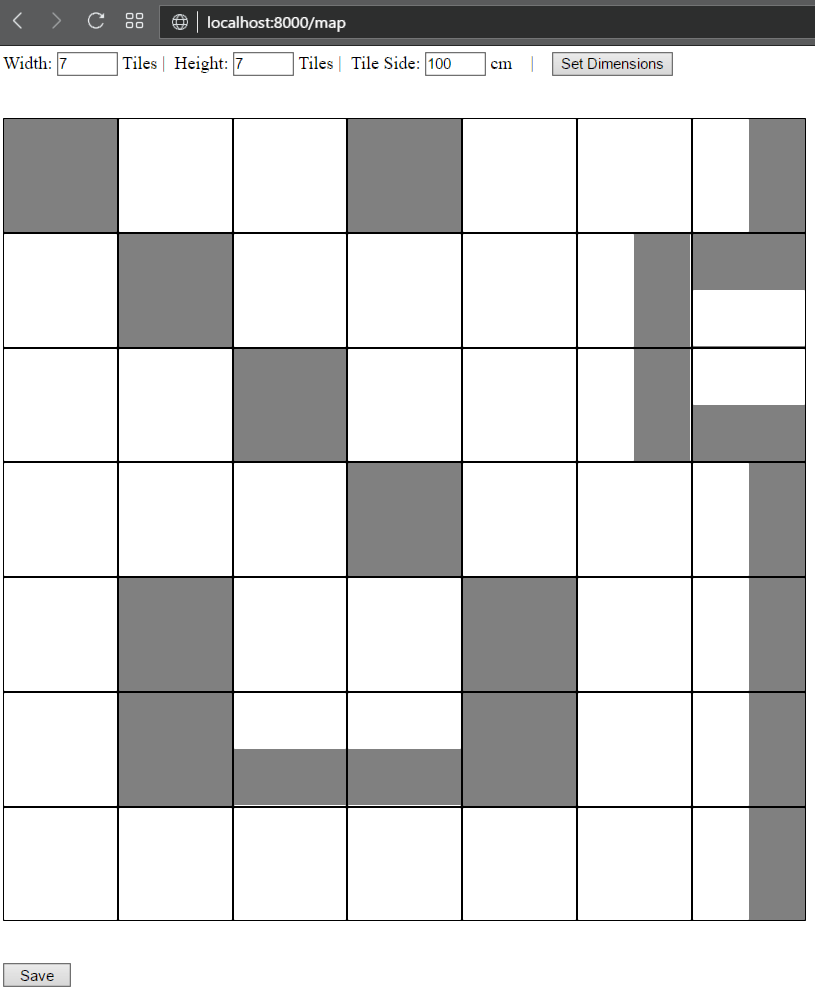 localhost:8000/map
Width: 7 Tiles | Height: 7 Tiles | Tile Side: 100 cm | Set Dimensions
Save